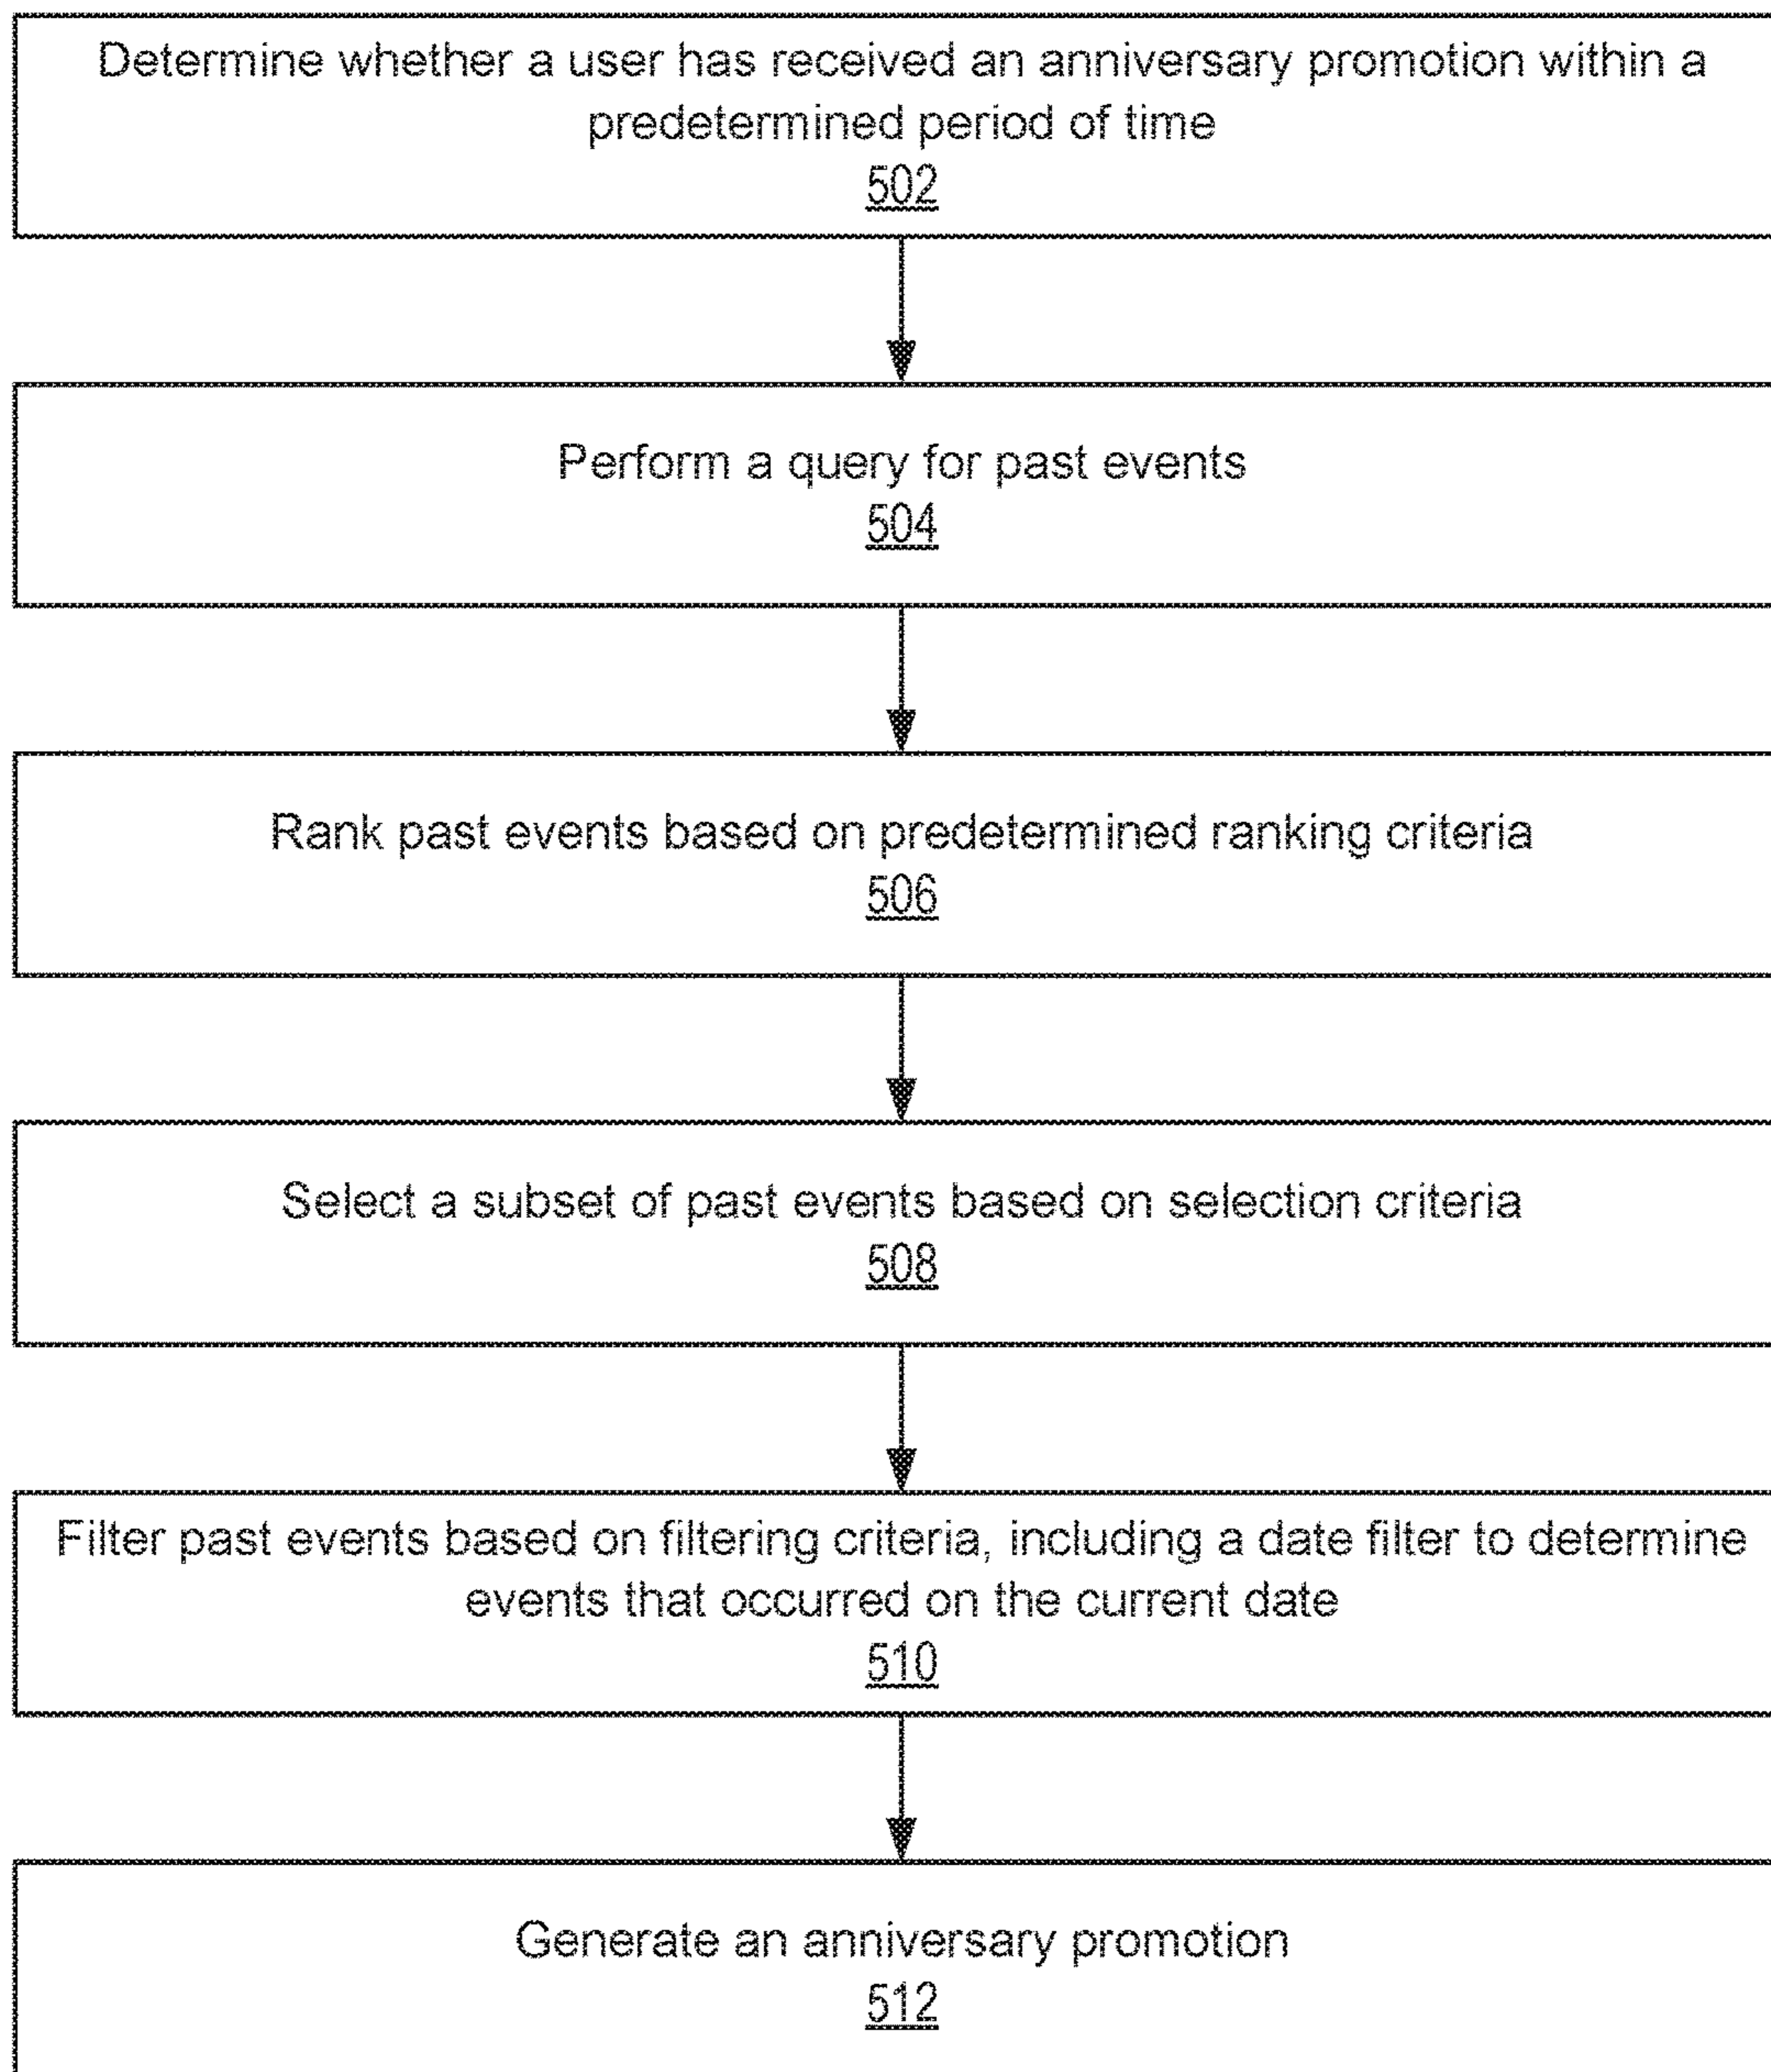 Determine whether a user has received an anniversary promotion within a
predetermined period of time
502
Perform a query for past events
504
Rank past events based on predetermined ranking criteria
506
Select a subset of past events based on selection criteria
508
Filter past events based on filtering criteria, including a date filter to determine
events that occurred on the current date
510
Generate an anniversary promotion
512